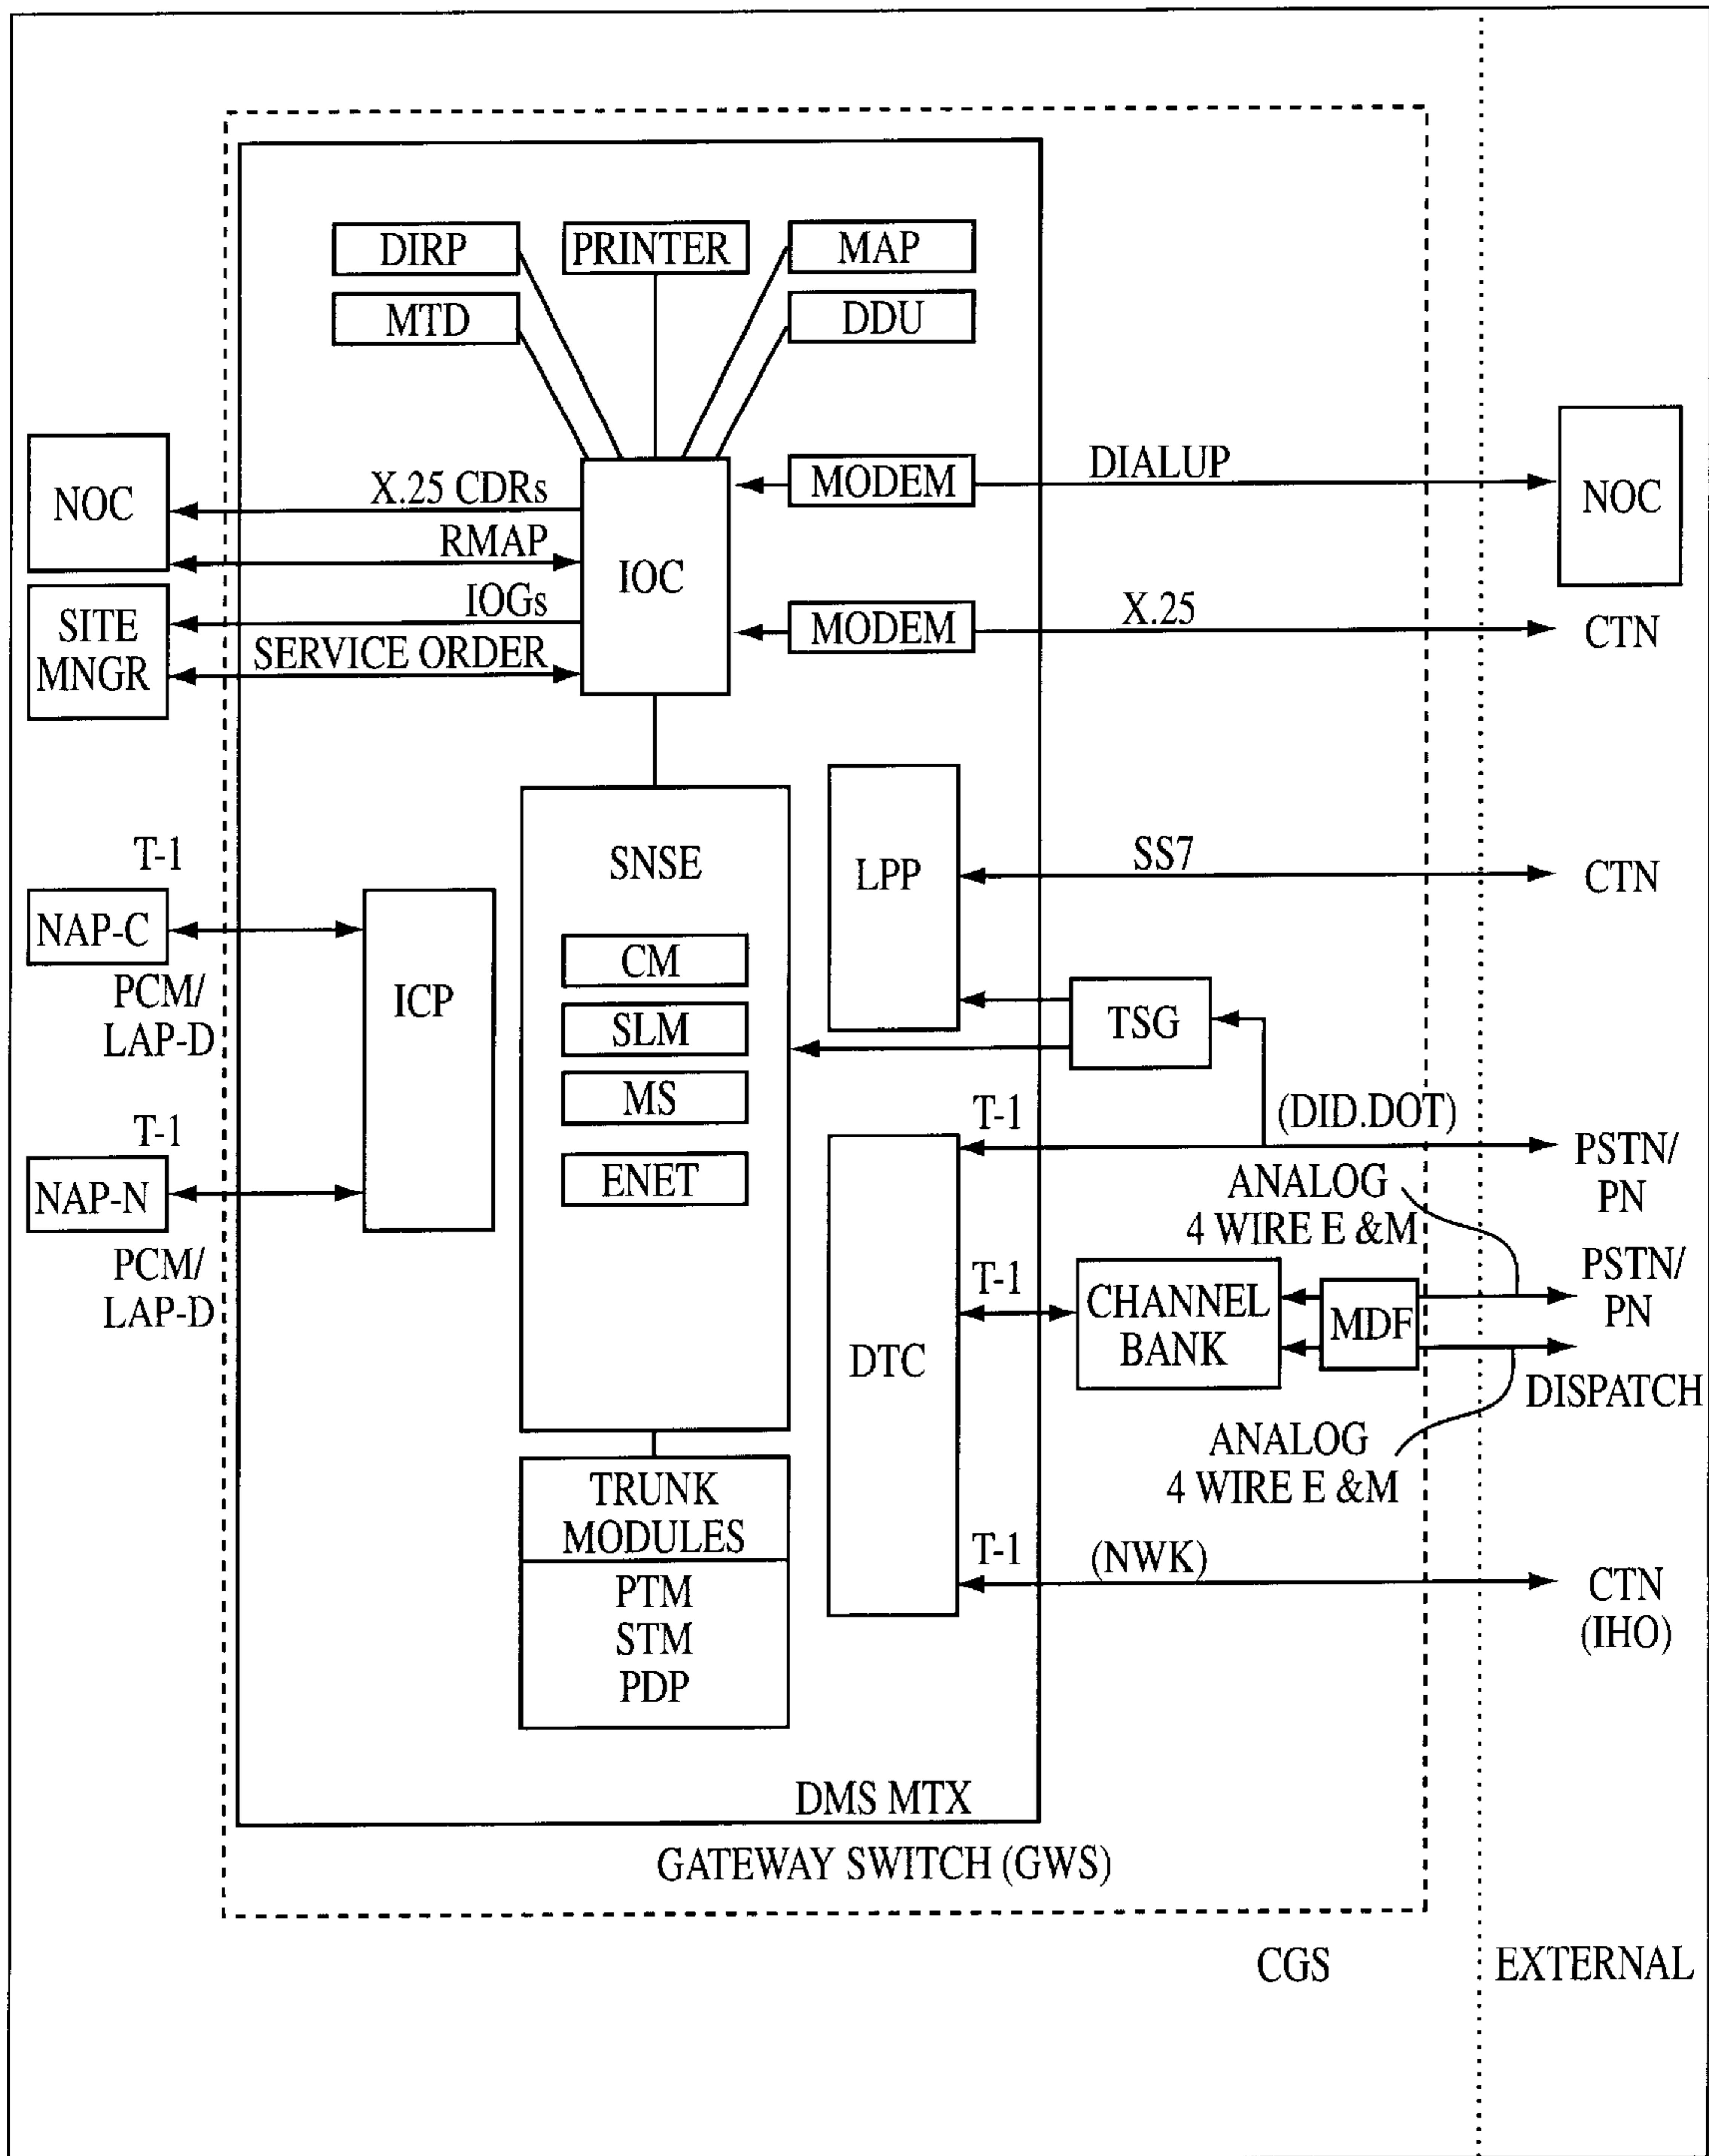 DIRP
PRINTER
MAP
MTD
DDU
NOC
X.25 CDRs
RMAP
IOC
MODEM
DIALUP
NOC
SITE
MNGR
IOGs
SERVICE ORDER
MODEM
X.25
CTN
T-1
NAP-C
PCM/
LAP-D
ICP
T-1
NAP-N
PCM/
LAP-D
SNSE
CM
SLM
MS
ENET
LPP
SS7
CTN
TSG
T-1
(DID.DOT)
PSTN/
PN
ANALOG
4 WIRE E &M
DTC
T-1
CHANNEL
BANK
MDF
PSTN/
PN
DISPATCH
ANALOG
4 WIRE E &M
TRUNK
MODULES
PTM
STM
PDP
T-1
(NWK)
CTN
(IHO)
DMS MTX
GATEWAY SWITCH (GWS)
CGS
EXTERNAL